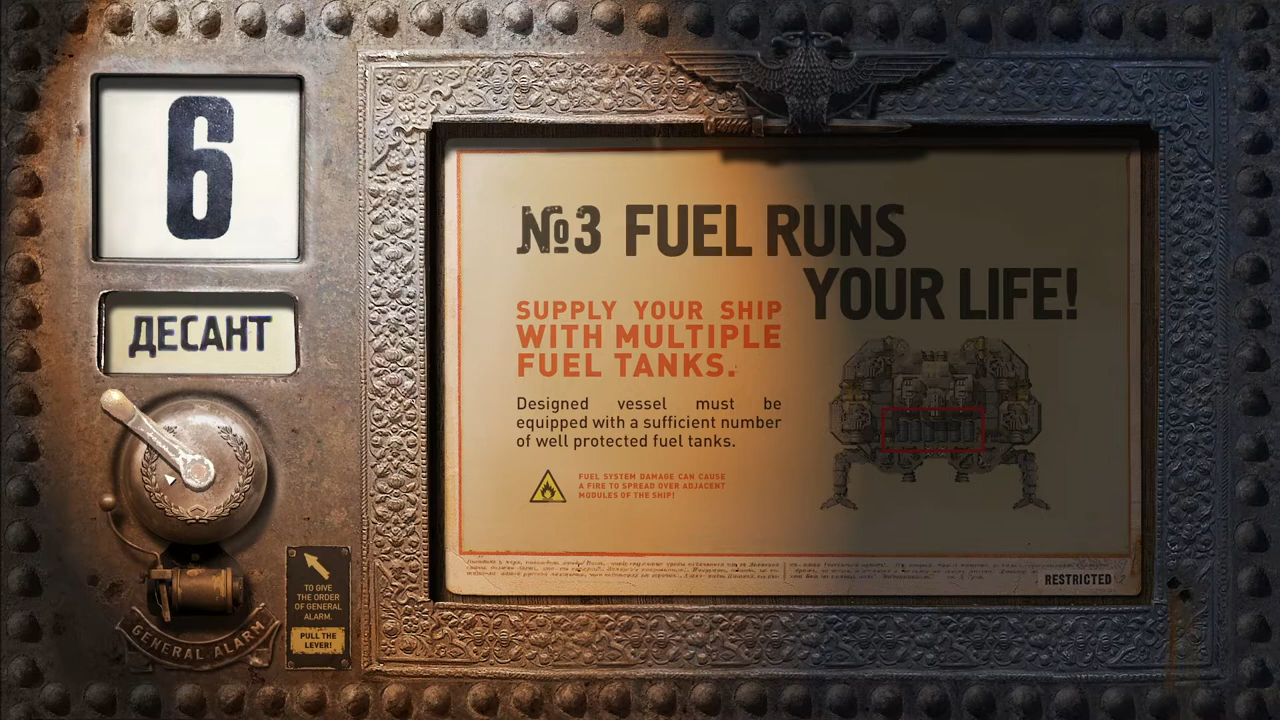 6
ДЕСАНТ
GENERAL ALARM
TO GIVE
THE ORDER
OF GENERAL
ALARM.
PULL THE
LEVER!
№3 FUEL RUNS
YOUR LIFE!
SUPPLY YOUR SHIP
WITH MULTIPLE
FUEL TANKS.
Designed vessel must be
equipped with a sufficient number
of well protected fuel tanks.
FUEL SYSTEM DAMAGE CAN CAUSE
A FIRE TO SPREAD OVER ADJACENT
MODULES OF THE SHIP!
RESTRICTED